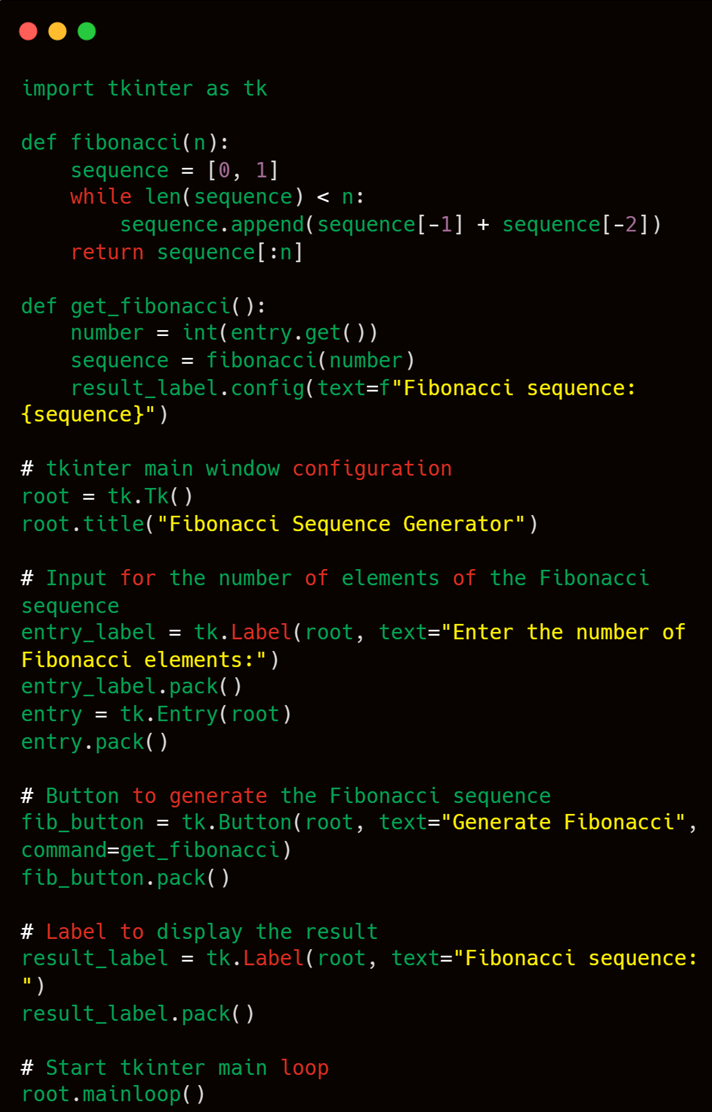 import tkinter as tk

def fibonacci(n):
    sequence = [0, 1]
    while len(sequence) < n:
        sequence.append(sequence[-1] + sequence[-2])
    return sequence[:n]

def get_fibonacci():
    number = int(entry.get())
    sequence = fibonacci(number)
    result_label.config(text=f"Fibonacci sequence:
{sequence}")

# tkinter main window configuration
root = tk.Tk()
root.title("Fibonacci Sequence Generator")

# Input for the number of elements of the Fibonacci
sequence
entry_label = tk.Label(root, text="Enter the number of
Fibonacci elements:")
entry_label.pack()
entry = tk.Entry(root)
entry.pack()

# Button to generate the Fibonacci sequence
fib_button = tk.Button(root, text="Generate Fibonacci",
command=get_fibonacci)
fib_button.pack()

# Label to display the result
result_label = tk.Label(root, text="Fibonacci sequence:
")
result_label.pack()

# Start tkinter main loop
root.mainloop()